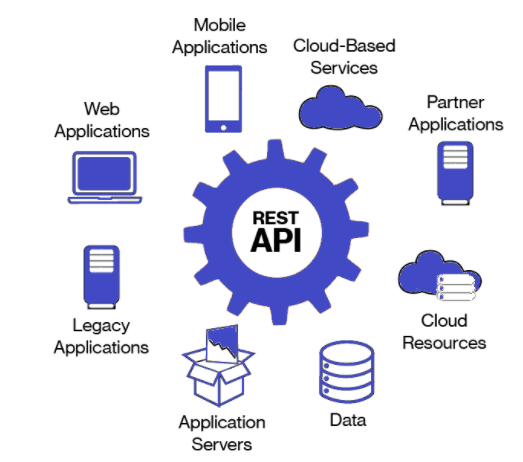 Mobile
Applications
Cloud-Based
Services
Partner
Applications
Web
Applications
REST
API
Legacy
Applications
Cloud
Resources
Application
Servers
Data